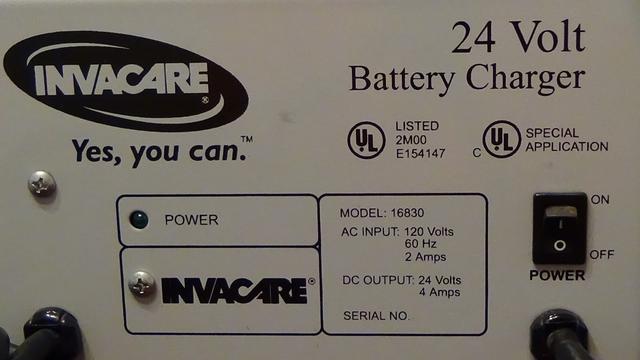 INVACARE®
Yes, you can.™
24 Volt
Battery Charger
UL
LISTED
2M00
E154147
C UL
SPECIAL
APPLICATION
POWER
INVACARE®
MODEL: 16830
AC INPUT: 120 Volts
60 Hz
2 Amps
DC OUTPUT: 24 Volts
4 Amps
SERIAL NO.
ON
I
O
OFF
POWER